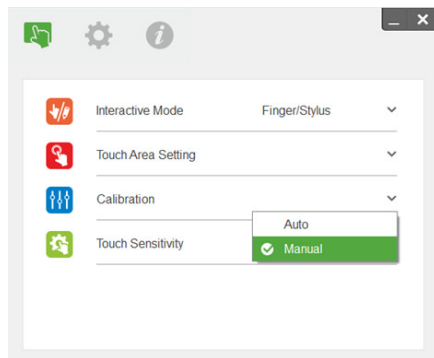 Interactive Mode Finger/Stylus
Touch Area Setting
Calibration
Auto
Touch Sensitivity Manual